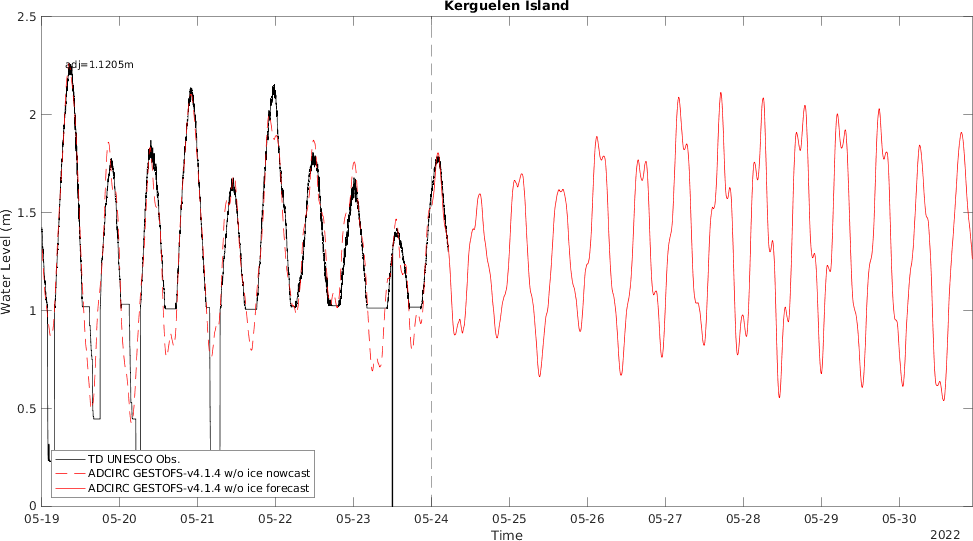 Kerguelen Island
2.5
adj=1.1205m
2
1.5
Water Level (m)
1
0.5
TD UNESCO Obs.
ADCIRC GESTOFS-v4.1.4 w/o ice nowcast
ADCIRC GESTOFS-v4.1.4 w/o ice forecast
0
05-19 05-20 05-21 05-22 05-23 05-24 05-25 05-26 05-27 05-28 05-29 05-30
Time
2022